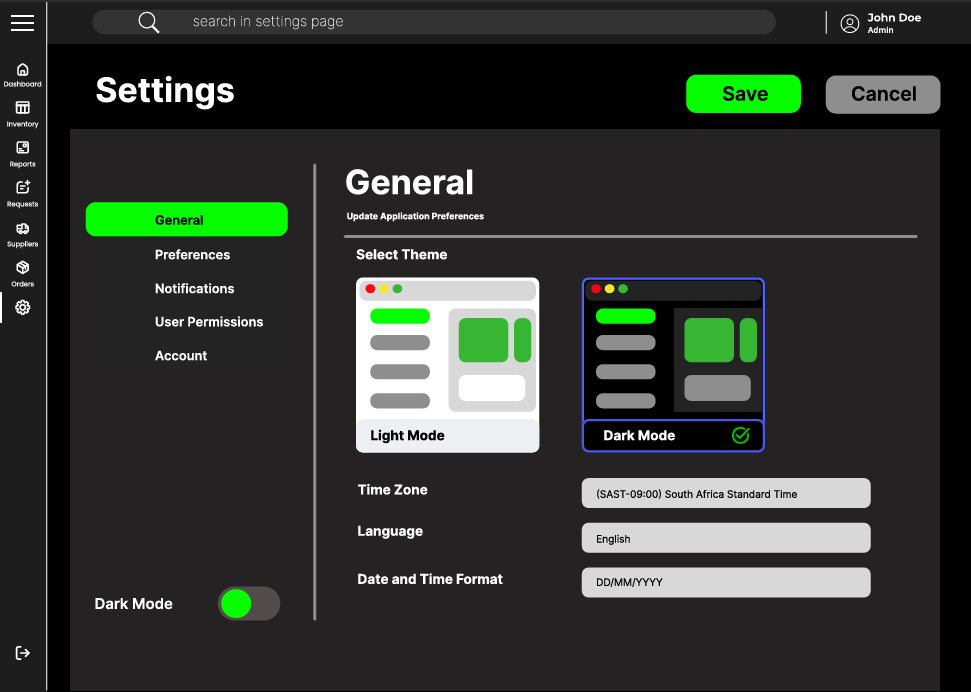 search in settings page
John Doe
Admin
Dashboard
Inventory
Reports
Requests
Suppliers
Orders
Settings
Save
Cancel
General
Preferences
Notifications
User Permissions
Account
Dark Mode
General
Update Application Preferences
Select Theme
Light Mode
Dark Mode
Time Zone
(SAST-09:00) South Africa Standard Time
Language
English
Date and Time Format
DD/MM/YYYY